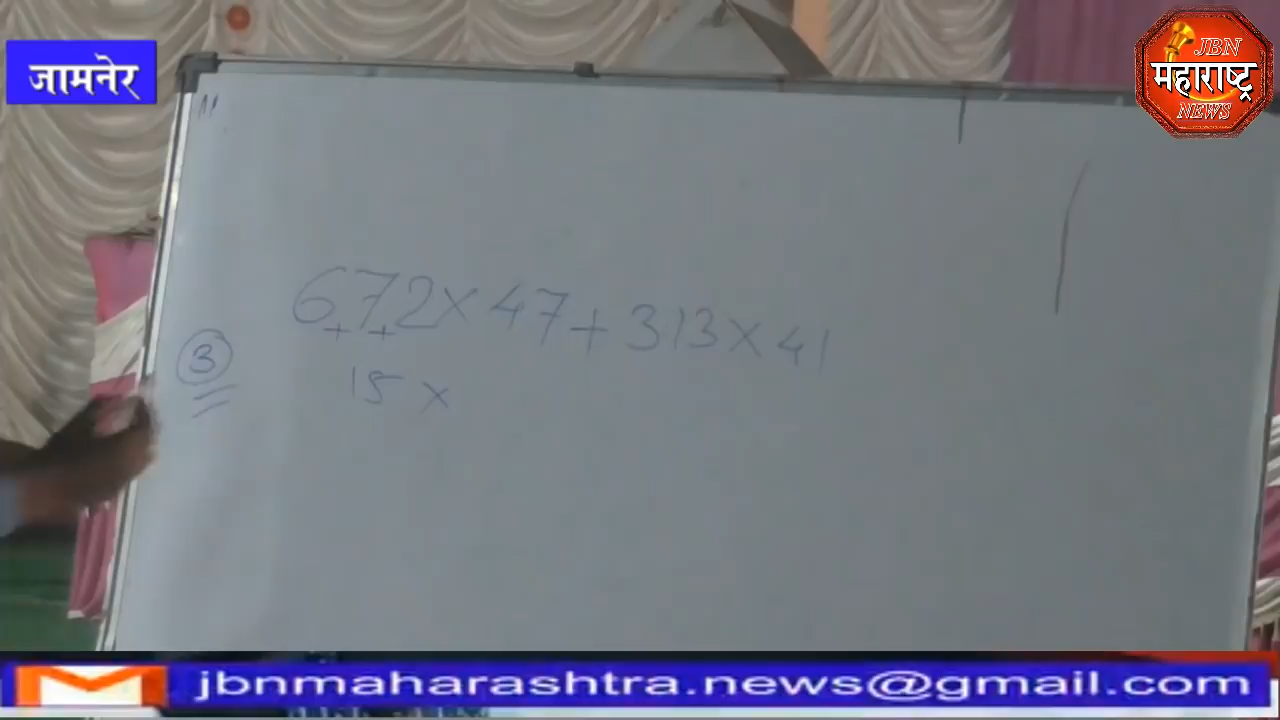 जामनेर
JBN
महाराष्ट्र
NEWS
672 × 47 + 313 × 41
+ +
3
15 ×
jbnmaharashtra.news@gmail.com